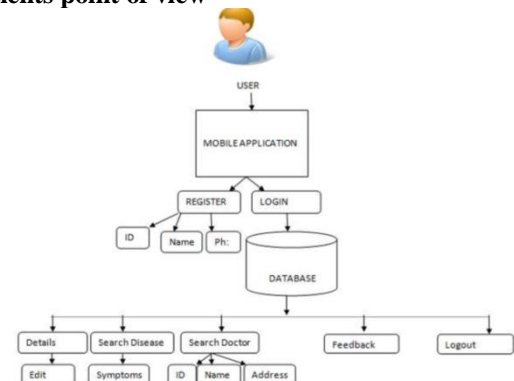 point of view
USER
MOBILE APPLICATION
REGISTER
LOGIN
ID
Name
Ph:
DATABASE
Details
Search Disease
Search Doctor
Feedback
Logout
Edit
Symptoms
ID
Name
Address